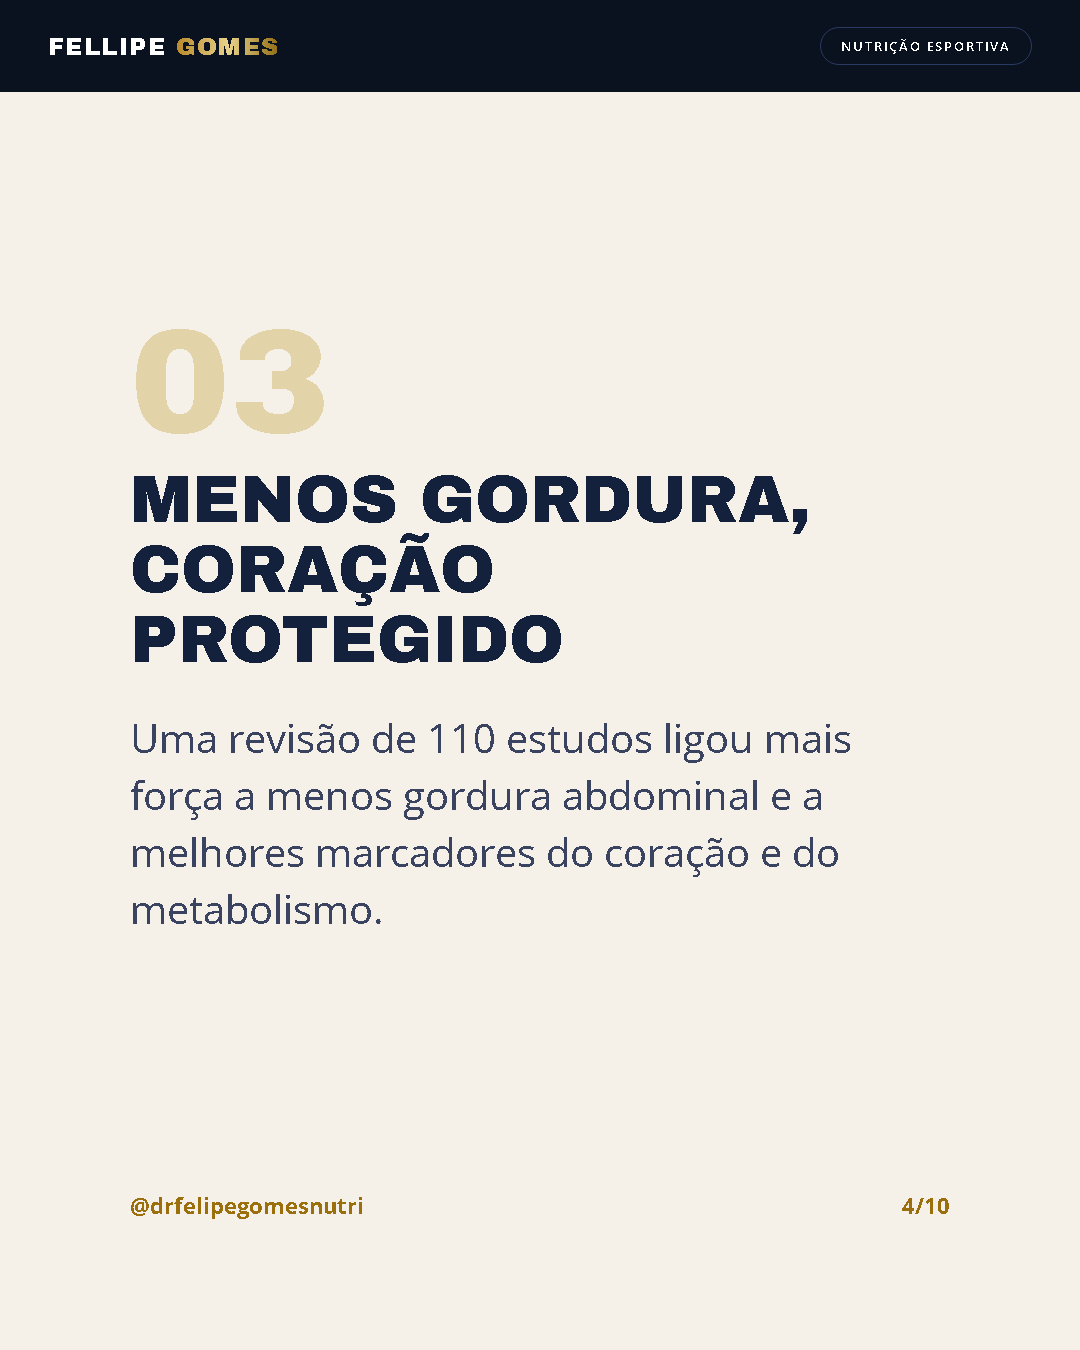 FELLIPE GOMES
NUTRIÇÃO ESPORTIVA
03
MENOS GORDURA,
CORAÇÃO
PROTEGIDO
Uma revisão de 110 estudos ligou mais
força a menos gordura abdominal e a
melhores marcadores do coração e do
metabolismo.
@drfelipegomesnutri
4/10